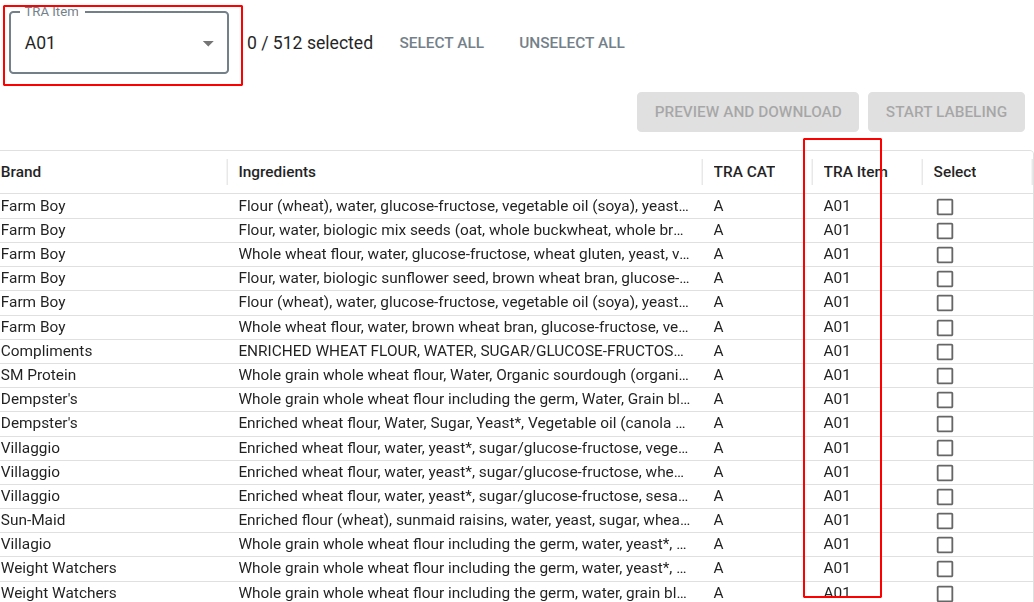 TRA Item
A01
0 / 512 selected SELECT ALL UNSELECT ALL
PREVIEW AND DOWNLOAD START LABELING
Brand Ingredients TRA CAT TRA Item Select
Farm Boy Flour (wheat), water, glucose-fructose, vegetable oil (soya), yeast... A A01
Farm Boy Flour, water, biologic mix seeds (oat, whole buckwheat, whole br... A A01
Farm Boy Whole wheat flour, water, glucose-fructose, wheat gluten, yeast, v... A A01
Farm Boy Flour, water, biologic sunflower seed, brown wheat bran, glucose-... A A01
Farm Boy Flour (wheat), water, glucose-fructose, vegetable oil (soya), yeast... A A01
Farm Boy Whole wheat flour, water, brown wheat bran, glucose-fructose, ve... A A01
Compliments ENRICHED WHEAT FLOUR, WATER, SUGAR/GLUCOSE-FRUCTOS... A A01
SM Protein Whole grain whole wheat flour, Water, Organic sourdough (organi... A A01
Dempster's Whole grain whole wheat flour including the germ, Water, Grain bl... A A01
Dempster's Enriched wheat flour, Water, Sugar, Yeast*, Vegetable oil (canola ... A A01
Villaggio Enriched wheat flour, water, yeast*, sugar/glucose-fructose, vege... A A01
Villaggio Enriched wheat flour, water, yeast*, sugar/glucose-fructose, whe... A A01
Villaggio Enriched wheat flour, water, yeast*, sugar/glucose-fructose, sesa... A A01
Sun-Maid Enriched flour (wheat), sunmaid raisins, water, yeast, sugar, whea... A A01
Villagio Whole grain whole wheat flour including the germ, water, yeast*, ... A A01
Weight Watchers Whole grain whole wheat flour including the germ, water, yeast*, ... A A01
Weight Watchers Whole grain whole wheat flour including the germ, water, grain bl... A A01